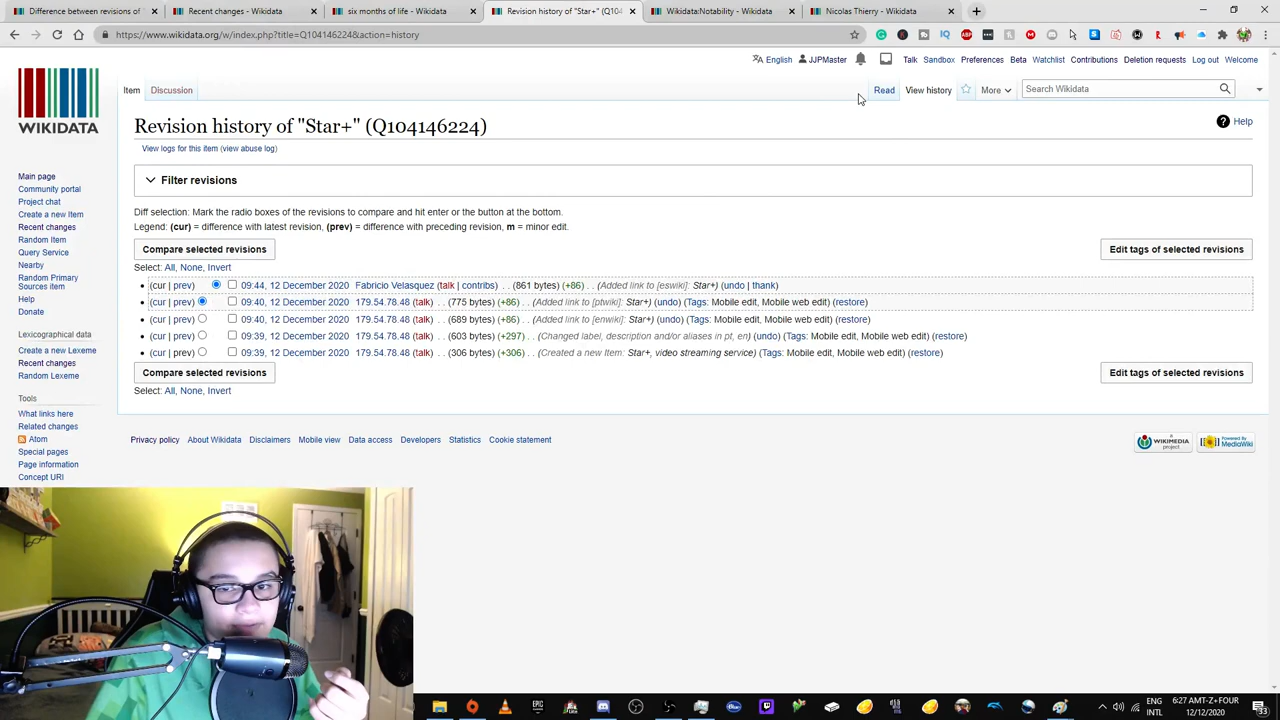 Difference between revisions of
six months of life - Wikidata
Revision history of "Star+" (Q104
Wikidata:Notability - Wikidata
Nicolas Thierry - Wikidata
https://www.wikidata.org/w/index.php?title=Q104146224&action=history
English JJPMaster Talk Sandbox Preferences Beta Watchlist Contributions Deletion requests Log out Welcome
WIKIDATA
Item Discussion Read View history More Search Wikidata
Revision history of "Star+" (Q104146224)
Help
View logs for this item (view abuse log)
Filter revisions
Diff selection: Mark the radio boxes of the revisions to compare and hit enter or the button at the bottom.
Legend: (cur) = difference with latest revision, (prev) = difference with preceding revision, m = minor edit.
Compare selected revisions Edit tags of selected revisions
Select: All, None, Invert
(cur | prev) 09:44, 12 December 2020 Fabricio Velasquez (talk | contribs) . . (861 bytes) (+86) . . (Added link to [eswiki]: Star+) (undo | thank)
(cur | prev) 09:40, 12 December 2020 179.54.78.48 (talk) . . (775 bytes) (+86) . . (Added link to [ptwiki]: Star+) (undo) (Tags: Mobile edit, Mobile web edit) (restore)
(cur | prev) 09:40, 12 December 2020 179.54.78.48 (talk) . . (689 bytes) (+86) . . (Added link to [enwiki]: Star+) (undo) (Tags: Mobile edit, Mobile web edit) (restore)
(cur | prev) 09:39, 12 December 2020 179.54.78.48 (talk) . . (603 bytes) (+297) . . (Changed label, description and/or aliases in pt, en) (undo) (Tags: Mobile edit, Mobile web edit) (restore)
(cur | prev) 09:39, 12 December 2020 179.54.78.48 (talk) . . (306 bytes) (+306) . . (Created a new Item: Star+, video streaming service) (Tags: Mobile edit, Mobile web edit) (restore)
Compare selected revisions Edit tags of selected revisions
Select: All, None, Invert
Main page
Community portal
Project chat
Create a new Item
Recent changes
Random Item
Query Service
Nearby
Random Primary
Sources item
Help
Donate
Lexicographical data
Create a new Lexeme
Recent changes
Random Lexeme
Tools
What links here
Related changes
Atom
Special pages
Page information
Concept URI
Privacy policy About Wikidata Disclaimers Mobile view Data access Developers Statistics Cookie statement
A WIKIMEDIA project
Powered By MediaWiki
ENG
INTL
6:27 AMT-Z+FOUR
12/12/2020